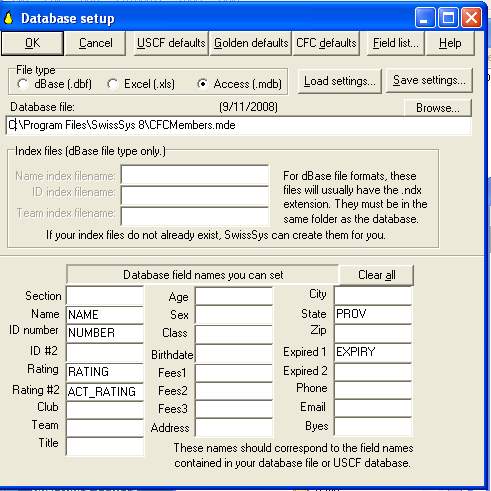 Database setup
OK Cancel USCF defaults Golden defaults CFC defaults Field list... Help
File type
dBase (.dbf) Excel (.xls) Access (.mdb) Load settings... Save settings...
Database file: (9/11/2008) Browse...
C:\Program Files\SwissSys 8\CFCMembers.mde
Index files (dBase file type only.)
Name index filename:
ID index filename:
Team index filename:
For dBase file formats, these
files will usually have the .ndx
extension. They must be in the
same folder as the database.
If your index files do not already exist, SwissSys can create them for you.
Database field names you can set Clear all
Section Age City
Name NAME Sex State PROV
ID number NUMBER Class Zip
ID #2 Birthdate Expired 1 EXPIRY
Rating RATING Fees1 Expired 2
Rating #2 ACT_RATING Fees2 Phone
Club Fees3 Email
Team Address Byes
Title
These names should correspond to the field names
contained in your database file or USCF database.